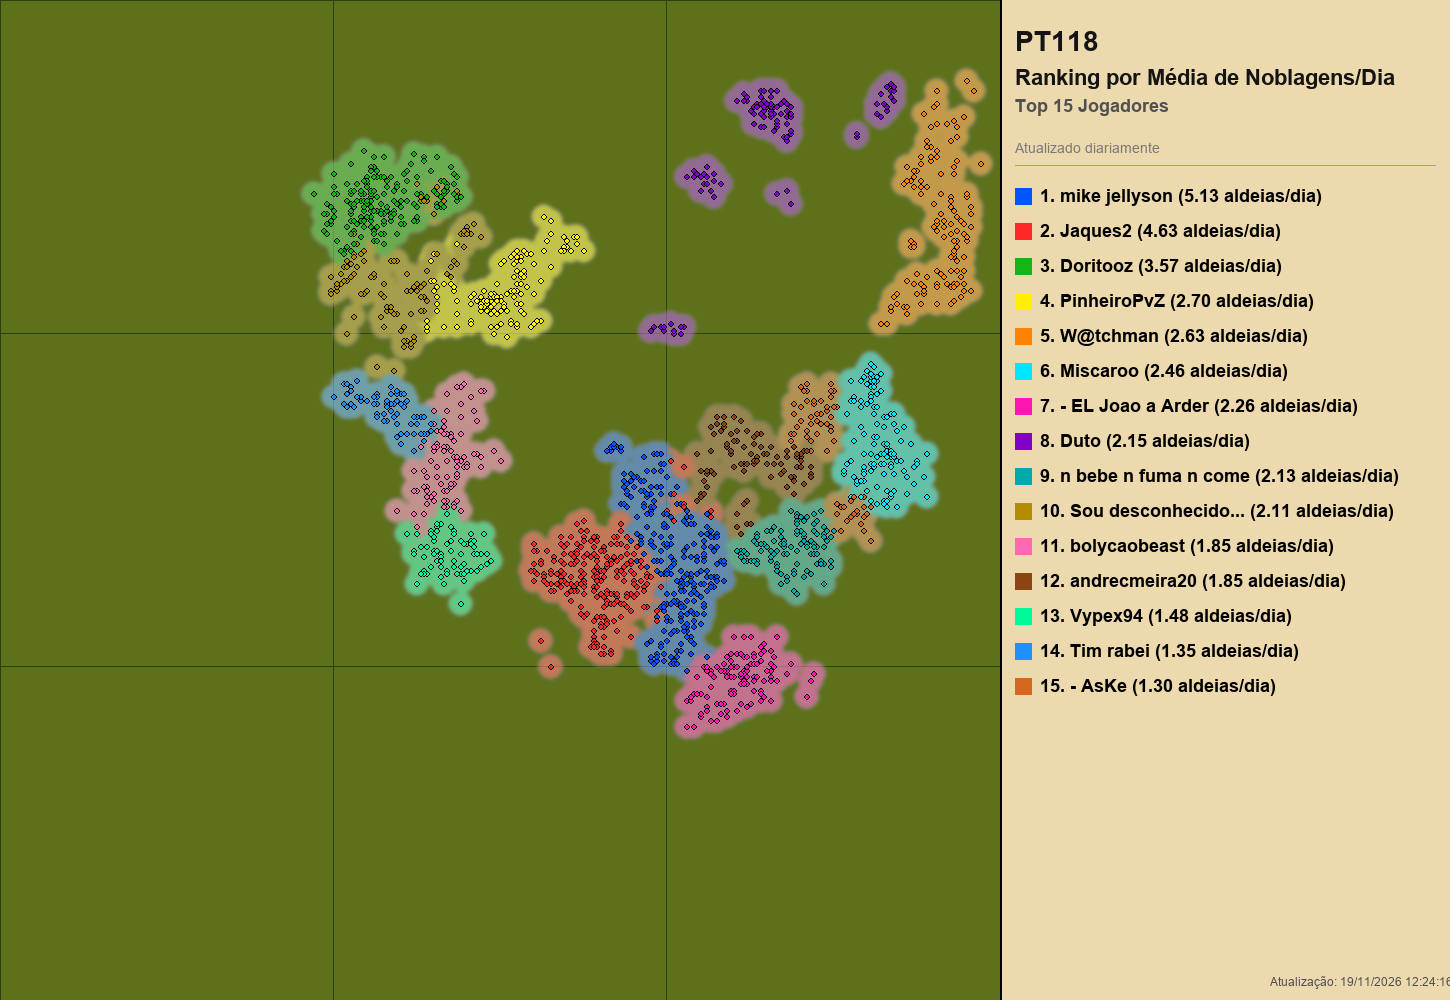 PT118
Ranking por Média de Noblagens/Dia
Top 15 Jogadores
Atualizado diariamente
1. mike jellyson (5.13 aldeias/dia)
2. Jaques2 (4.63 aldeias/dia)
3. Doritooz (3.57 aldeias/dia)
4. PinheiroPvZ (2.70 aldeias/dia)
5. W@tchman (2.63 aldeias/dia)
6. Miscaroo (2.46 aldeias/dia)
7. - EL Joao a Arder (2.26 aldeias/dia)
8. Duto (2.15 aldeias/dia)
9. n bebe n fuma n come (2.13 aldeias/dia)
10. Sou desconhecido... (2.11 aldeias/dia)
11. bolycaobeast (1.85 aldeias/dia)
12. andrecmeira20 (1.85 aldeias/dia)
13. Vypex94 (1.48 aldeias/dia)
14. Tim rabei (1.35 aldeias/dia)
15. - AsKe (1.30 aldeias/dia)
Atualização: 19/11/2026 12:24:16